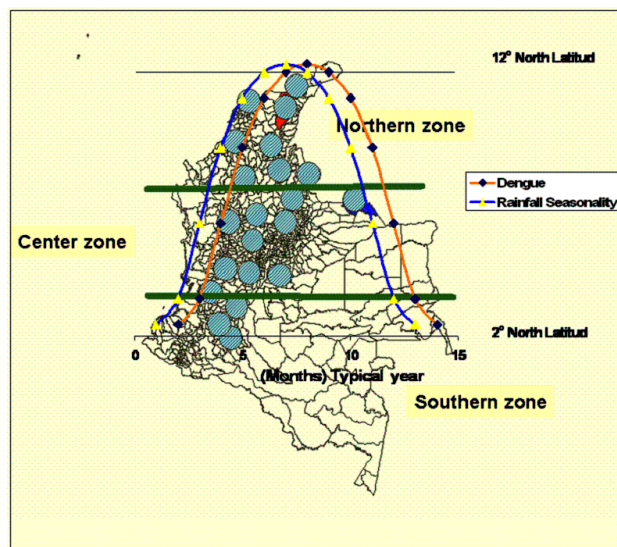 12° North Latitud
Northern zone
Dengue
Rainfall Seasonality
Center zone
2° North Latitud
0 5 10 15
(Months) Typical year
Southern zone